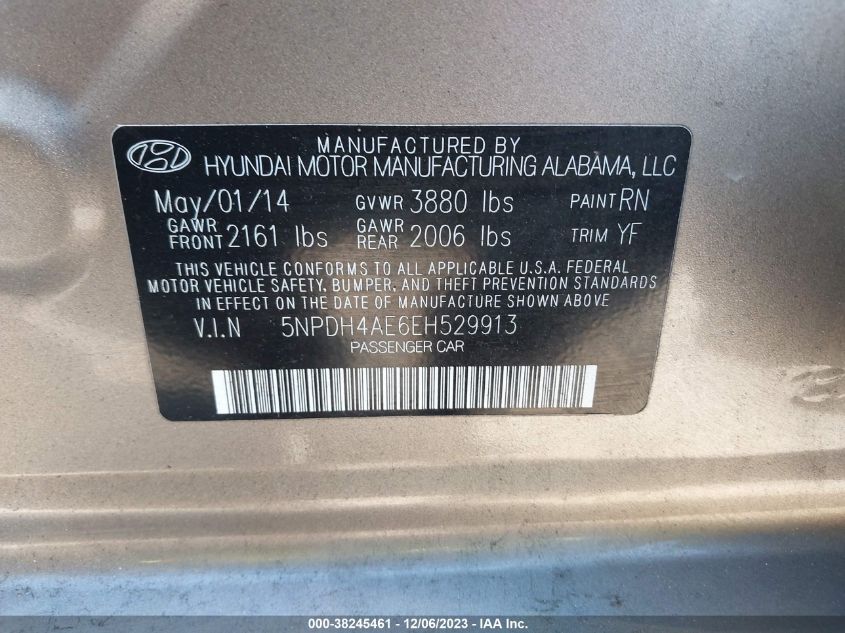 MANUFACTURED BY
HYUNDAI MOTOR MANUFACTURING ALABAMA, LLC
May/01/14 GVWR 3880 lbs PAINT RN
GAWR FRONT 2161 lbs GAWR REAR 2006 lbs TRIM YF
THIS VEHICLE CONFORMS TO ALL APPLICABLE U.S.A. FEDERAL
MOTOR VEHICLE SAFETY, BUMPER, AND THEFT PREVENTION STANDARDS
IN EFFECT ON THE DATE OF MANUFACTURE SHOWN ABOVE
V.I.N 5NPDH4AE6EH529913
PASSENGER CAR
000-38245461 - 12/06/2023 - IAA Inc.